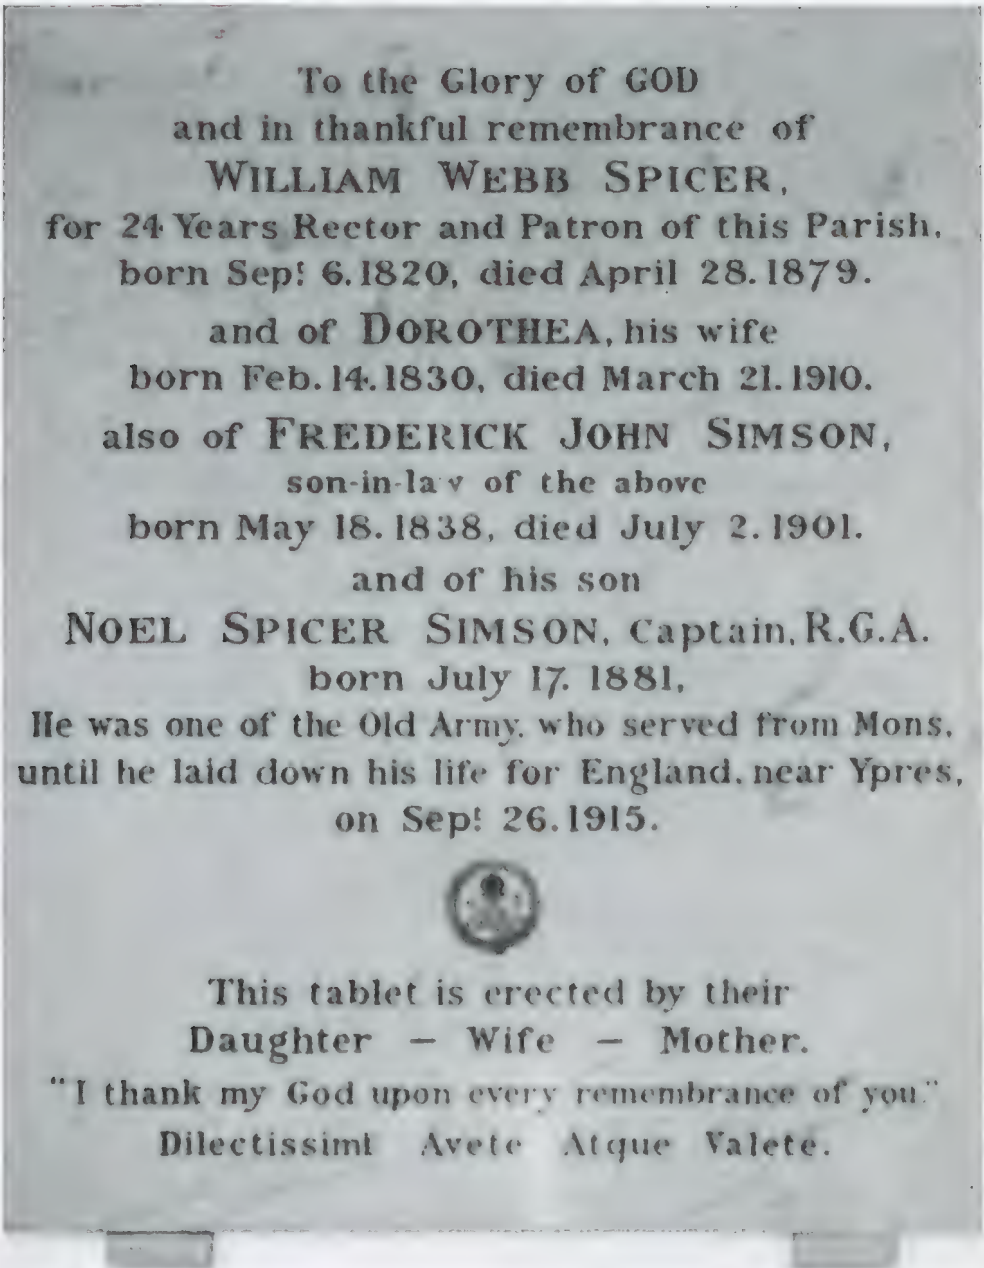 To the Glory of GOD
and in thankful remembrance of
WILLIAM WEBB SPICER,
for 24 Years Rector and Patron of this Parish,
born Sept. 6. 1820, died April 28. 1879.
and of DOROTHEA, his wife
born Feb. 14. 1830, died March 21. 1910.
also of FREDERICK JOHN SIMSON,
son-in-law of the above
born May 18. 1838, died July 2. 1901.
and of his son
NOEL SPICER SIMSON, Captain, R.G.A.
born July 17. 1881,
He was one of the Old Army, who served from Mons,
until he laid down his life for England, near Ypres,
on Sept. 26. 1915.
This tablet is erected by their
Daughter – Wife – Mother.
"I thank my God upon every remembrance of you."
Dilectissimi Avete Atque Valete.